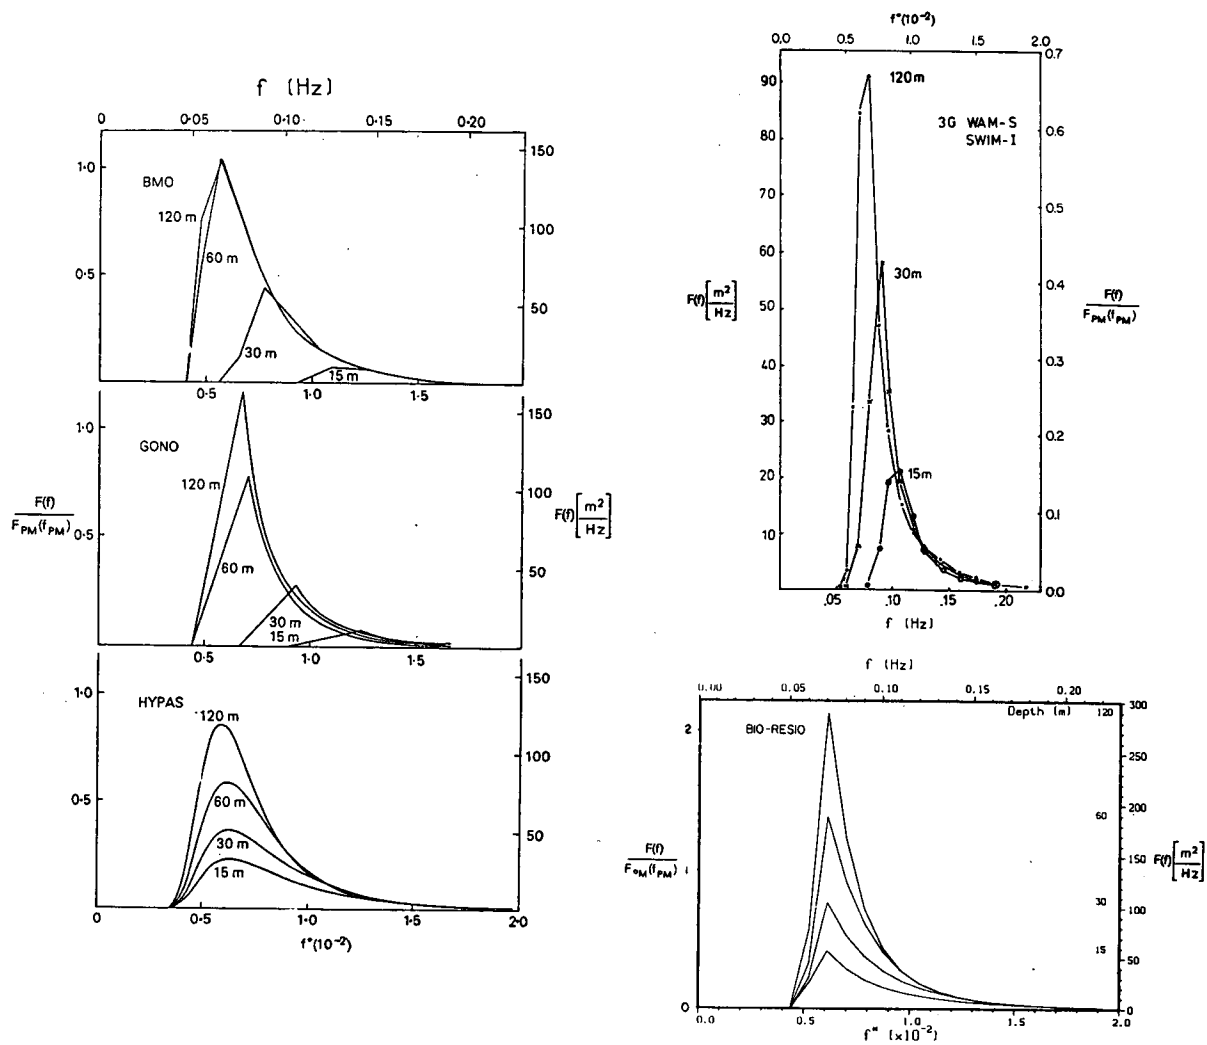 f (Hz)
0 0·05 0·10 0·15 0·20
1.0
0·5
BMO
120 m
60 m
30 m
15 m
150
100
50
0·5 1·0 1·5
1.0
0·5
GONO
120 m
60 m
30 m
15 m
150
100
50
F(f)
F_PM(f_PM)
F(f) [m²/Hz]
0.5 1·0 1·5
1·0
0·5
HYPAS
120 m
60 m
30 m
15 m
150
100
50
0 0·5 1·0 1·5 2·0
f*(10⁻²)
f*(10⁻²)
0.0 0.5 1.0 1.5 2.0
90
80
70
60
50
40
30
20
10
120m
30m
15m
3G WAM-S
SWIM-I
0.7
0.6
0.5
0.4
0.3
0.2
0.1
0.0
F(f) [m²/Hz]
F(f)
F_PM(f_PM)
.05 .10 .15 .20
f (Hz)
f (Hz)
0.00 0.05 0.10 0.15 0.20
Depth (m)
120
60
30
15
BIO-RESIO
2
1
0
300
250
200
150
100
50
0
F(f)
F_oM(f_PM)
F(f) [m²/Hz]
0.0 0.5 1.0 1.5 2.0
f* (×10⁻²)